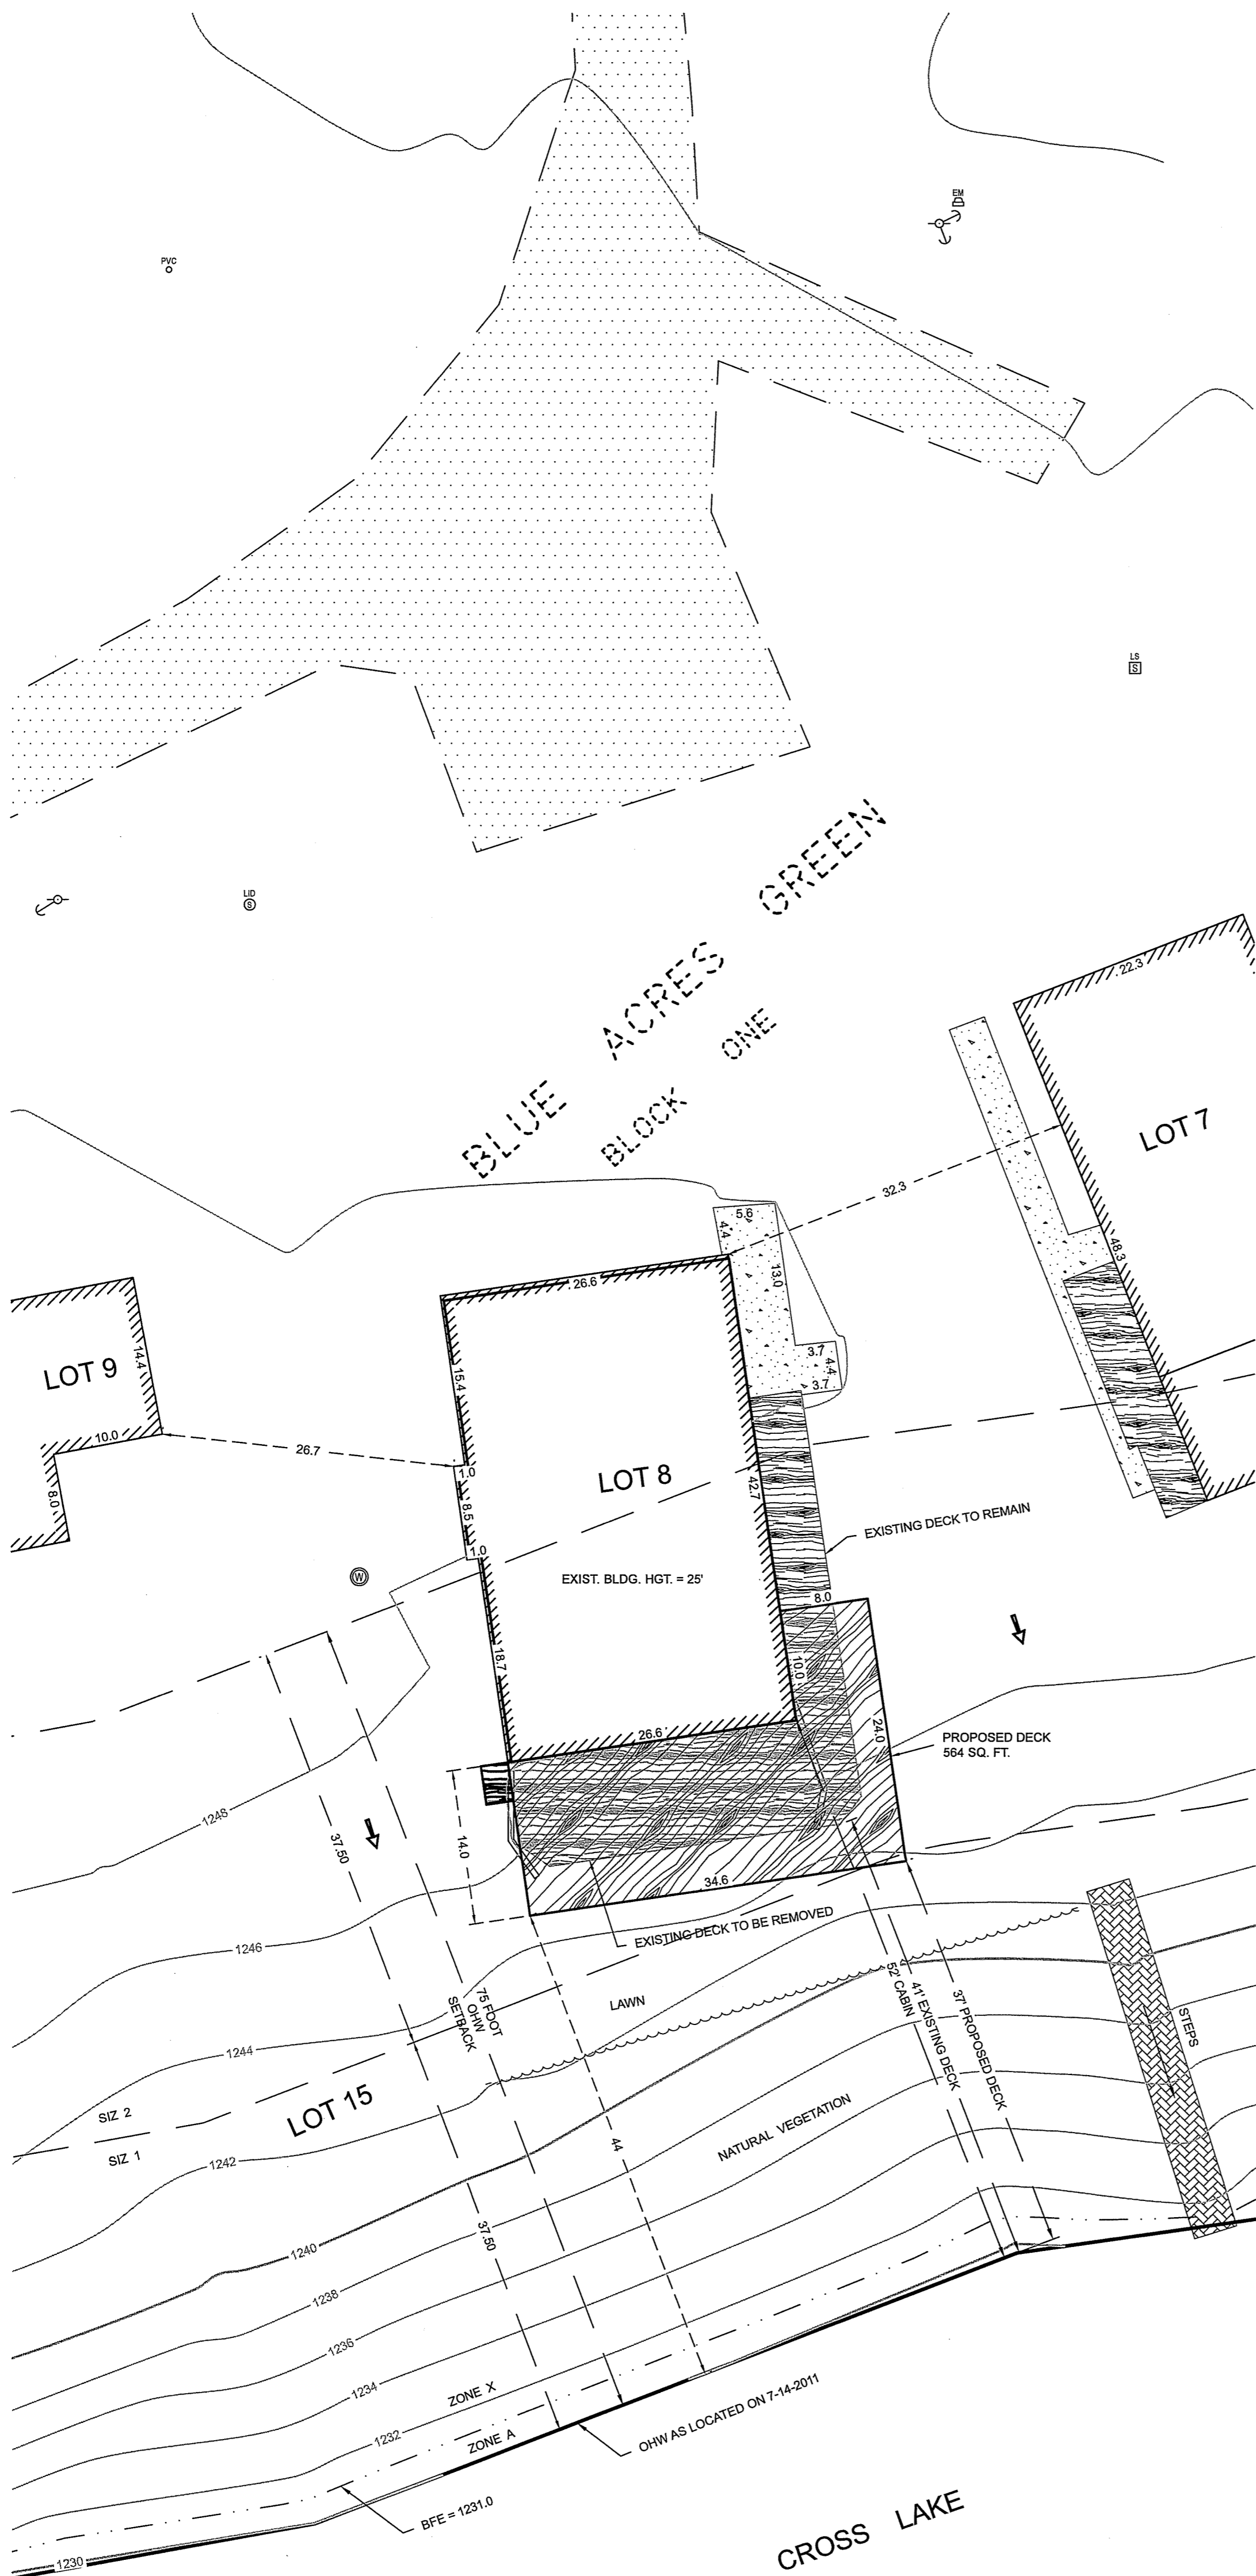 EM
PVC
LS
S
LID
S
BLUE ACRES GREEN
BLOCK ONE
22.3
LOT 7
32.3
48.3
5.6
4.4
13.0
3.7
4.4
3.7
26.6
15.4
LOT 9
14.4
10.0
8.0
26.7
1.0
8.5
1.0
LOT 8
42.7
EXISTING DECK TO REMAIN
W
EXIST. BLDG. HGT. = 25'
8.0
18.7
10.0
26.6
24.0
PROPOSED DECK
564 SQ. FT.
1248
37.50
14.0
34.6
EXISTING DECK TO BE REMOVED
1246
LAWN
75 FOOT
OHW
SETBACK
52' CABIN
41' EXISTING DECK
37' PROPOSED DECK
STEPS
1244
SIZ 2
LOT 15
SIZ 1
1242
44
NATURAL VEGETATION
37.50
1240
1238
1236
1234
ZONE X
1232
ZONE A
OHW AS LOCATED ON 7-14-2011
BFE = 1231.0
1230
CROSS LAKE